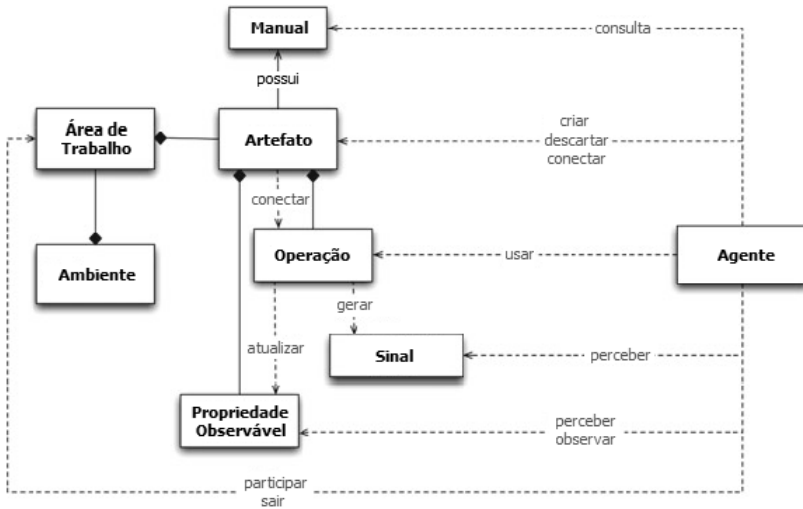 Manual
consulta
possui
Área de
Trabalho
Artefato
criar
descartar
conectar
conectar
Operação
usar
Agente
Ambiente
gerar
atualizar
Sinal
perceber
Propriedade
Observável
perceber
observar
participar
sair